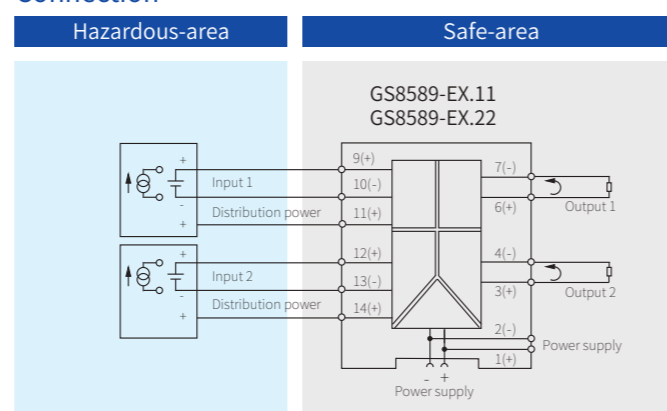 Connection
Hazardous-area
Safe-area
GS8589-EX.11
GS8589-EX.22
+
-
+
Input 1
Distribution power
9(+)
10(-)
11(+)
7(-)
6(+)
Output 1
+
-
+
Input 2
Distribution power
12(+)
13(-)
14(+)
4(-)
3(+)
Output 2
2(-)
1(+)
Power supply
- +
Power supply